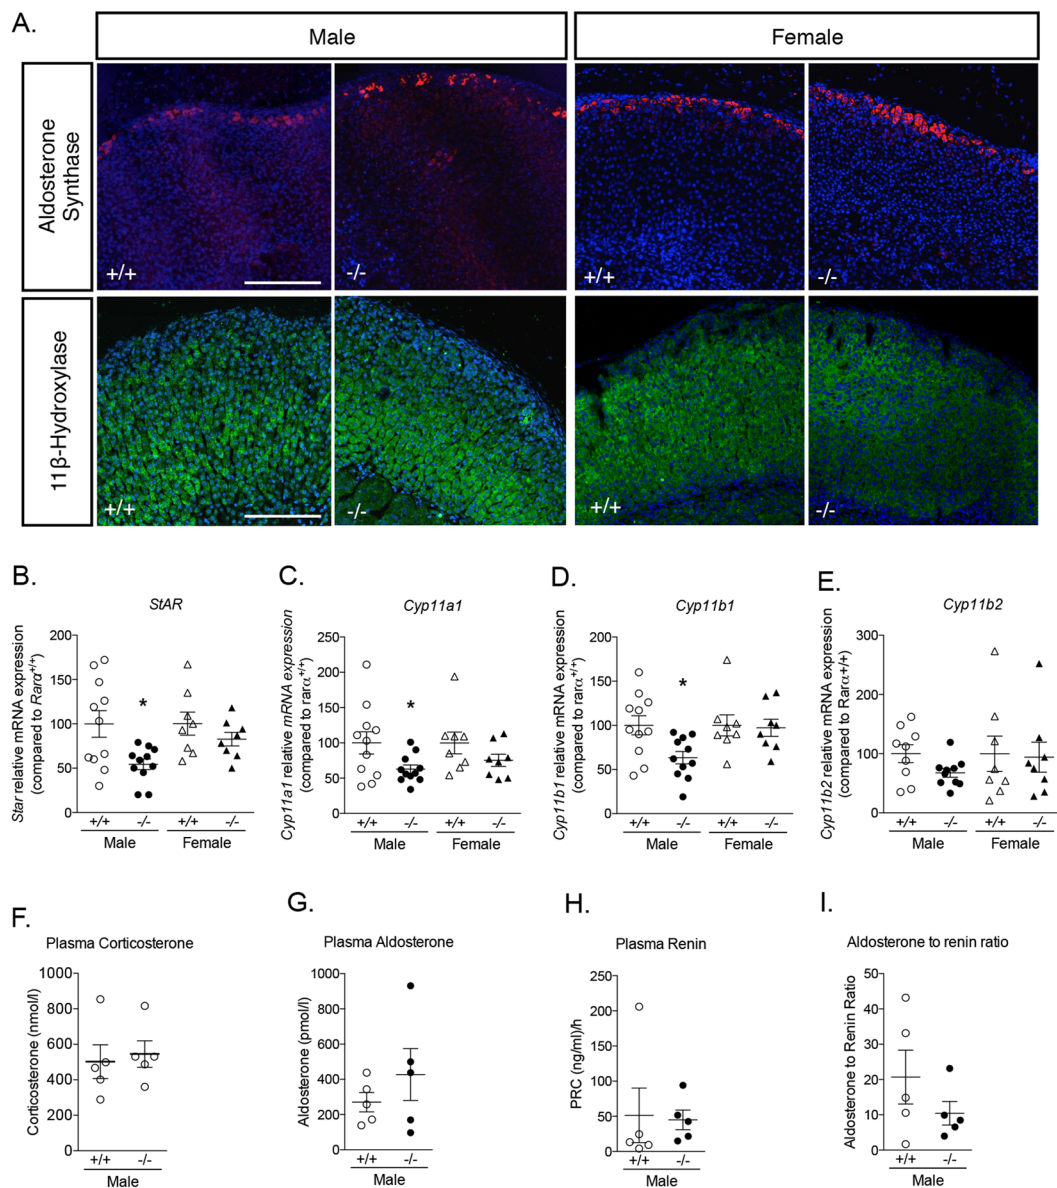 A.
Male
Female
Aldosterone
Synthase
+/+
-/-
+/+
-/-
11β-Hydroxylase
+/+
-/-
+/+
-/-
B.
StAR
Star relative mRNA expression
(compared to Rarα+/+)
200
150
100
50
0
+/+
-/-
+/+
-/-
Male
Female
C.
Cyp11a1
Cyp11a1 relative mRNA expression
(compared to rarα+/+)
250
200
150
100
50
0
+/+
-/-
+/+
-/-
Male
Female
D.
Cyp11b1
Cyp11b1 relative mRNA expression
(compared to rarα+/+)
200
150
100
50
0
+/+
-/-
+/+
-/-
Male
Female
E.
Cyp11b2
Cyp11b2 relative mRNA expression
(compared to Rarα+/+)
300
200
100
0
+/+
-/-
+/+
-/-
Male
Female
*
*
*
F.
Plasma Corticosterone
Corticosterone (nmol/l)
1000
800
600
400
200
0
+/+
-/-
Male
G.
Plasma Aldosterone
Aldosterone (pmol/l)
1000
800
600
400
200
0
+/+
-/-
Male
H.
Plasma Renin
PRC (ng/ml)/h
250
200
150
100
50
0
+/+
-/-
Male
I.
Aldosterone to renin ratio
Aldosterone to Renin Ratio
50
40
30
20
10
0
+/+
-/-
Male